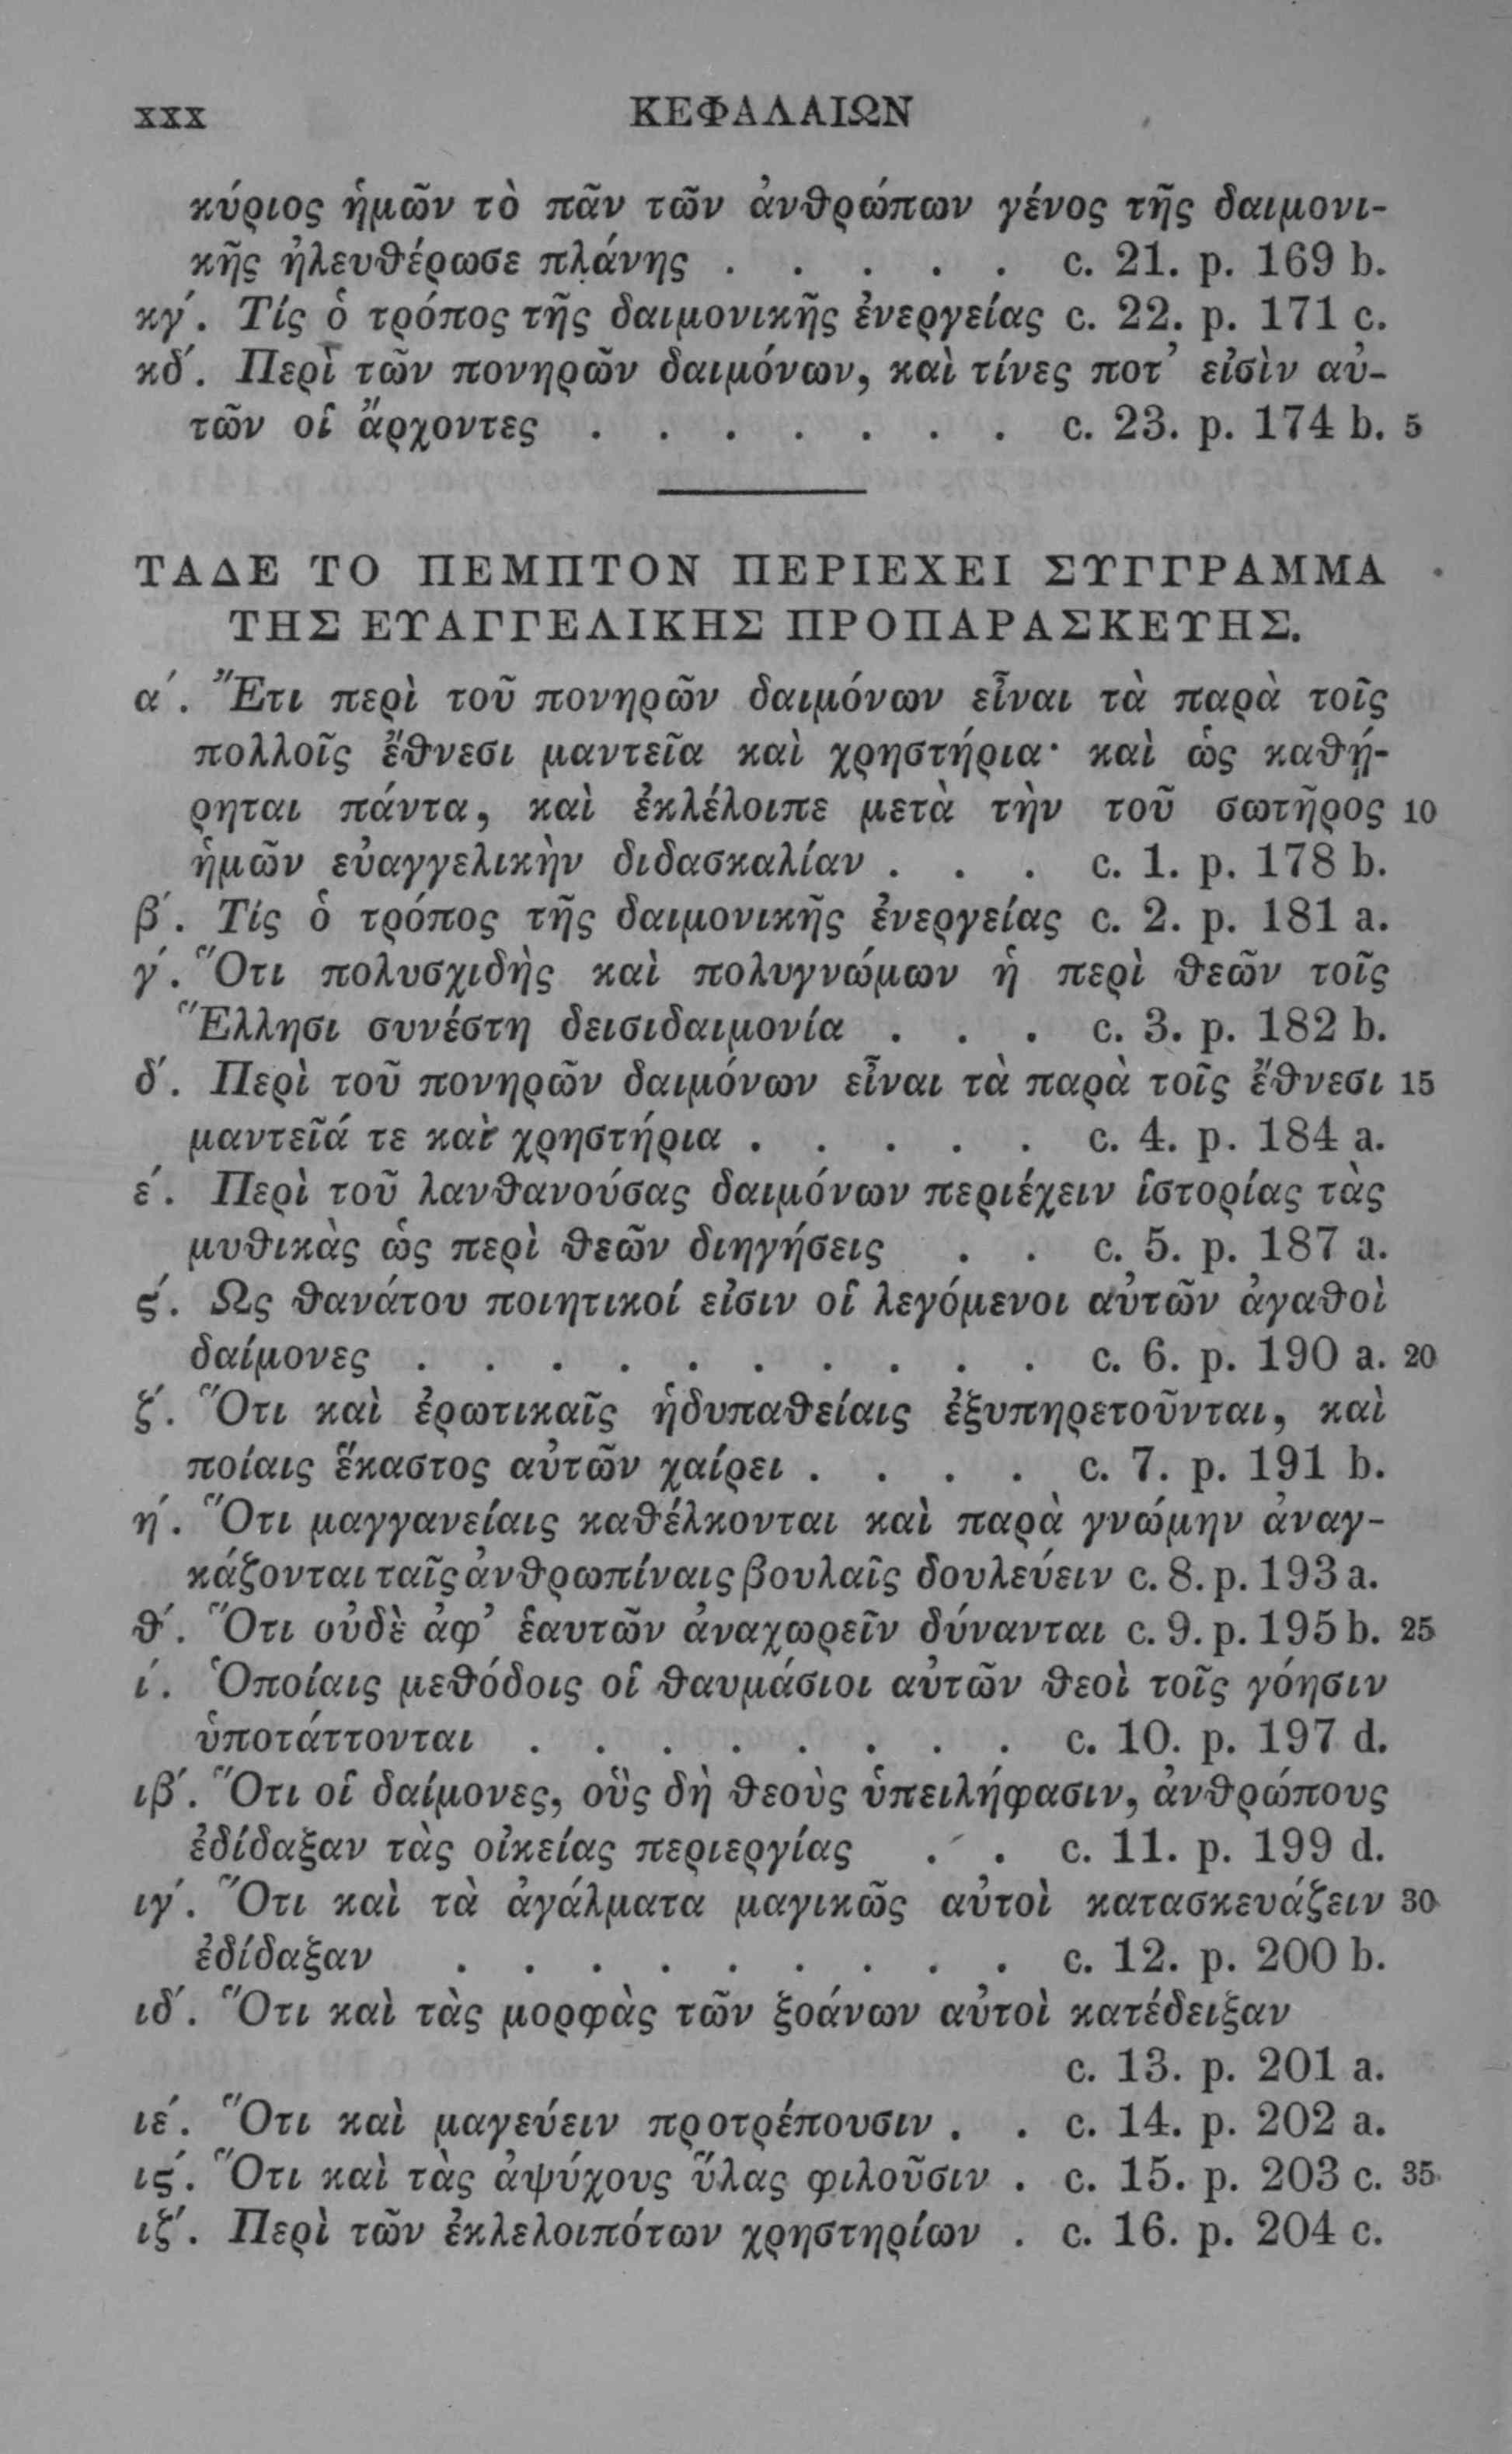 xxx ΚΕΦΑΛΑΙΩΝ
κύριος ἡμῶν τὸ πᾶν τῶν ἀνθρώπων γένος τῆς δαιμονι-
κῆς ἠλευθέρωσε πλάνης . . . . . c. 21. p. 169 b.
κγ΄. Τίς ὁ τρόπος τῆς δαιμονικῆς ἐνεργείας c. 22. p. 171 c.
κδ΄. Περὶ τῶν πονηρῶν δαιμόνων, καὶ τίνες ποτ᾽ εἰσὶν αὐ-
τῶν οἱ ἄρχοντες . . . . . . . c. 23. p. 174 b. 5
ΤΑΔΕ ΤΟ ΠΕΜΠΤΟΝ ΠΕΡΙΕΧΕΙ ΣΥΓΓΡΑΜΜΑ
ΤΗΣ ΕΥΑΓΓΕΛΙΚΗΣ ΠΡΟΠΑΡΑΣΚΕΥΗΣ.
α΄. Ἔτι περὶ τοῦ πονηρῶν δαιμόνων εἶναι τὰ παρὰ τοῖς
πολλοῖς ἔθνεσι μαντεῖα καὶ χρηστήρια· καὶ ὡς καθῄ-
ρηται πάντα, καὶ ἐκλέλοιπε μετὰ τὴν τοῦ σωτῆρος 10
ἡμῶν εὐαγγελικὴν διδασκαλίαν . . . c. 1. p. 178 b.
β΄. Τίς ὁ τρόπος τῆς δαιμονικῆς ἐνεργείας c. 2. p. 181 a.
γ΄. Ὅτι πολυσχιδὴς καὶ πολυγνώμων ἡ περὶ θεῶν τοῖς
Ἕλλησι συνέστη δεισιδαιμονία . . . c. 3. p. 182 b.
δ΄. Περὶ τοῦ πονηρῶν δαιμόνων εἶναι τὰ παρὰ τοῖς ἔθνεσι 15
μαντεῖά τε καὶ χρηστήρια . . . . . c. 4. p. 184 a.
ε΄. Περὶ τοῦ λανθανούσας δαιμόνων περιέχειν ἱστορίας τὰς
μυθικὰς ὡς περὶ θεῶν διηγήσεις . . c. 5. p. 187 a.
ς΄. Ως θανάτου ποιητικοί εἰσιν οἱ λεγόμενοι αὐτῶν ἀγαθοὶ
δαίμονες . . . . . . . . . . c. 6. p. 190 a. 20
ζ΄. Ὅτι καὶ ἐρωτικαῖς ἡδυπαθείαις ἐξυπηρετοῦνται, καὶ
ποίαις ἕκαστος αὐτῶν χαίρει . . . . c. 7. p. 191 b.
η΄. Ὅτι μαγγανείαις καθέλκονται καὶ παρὰ γνώμην ἀναγ-
κάζονται ταῖς ἀνθρωπίναις βουλαῖς δουλεύειν c. 8. p. 193 a.
θ΄. Ὅτι οὐδὲ ἀφ᾽ ἑαυτῶν ἀναχωρεῖν δύνανται c. 9. p. 195 b. 25
ι΄. Ὁποίαις μεθόδοις οἱ θαυμάσιοι αὐτῶν θεοὶ τοῖς γόησιν
ὑποτάττονται . . . . . . . . c. 10. p. 197 d.
ιβ΄. Ὅτι οἱ δαίμονες, οὓς δὴ θεοὺς ὑπειλήφασιν, ἀνθρώπους
ἐδίδαξαν τὰς οἰκείας περιεργίας . . c. 11. p. 199 d.
ιγ΄. Ὅτι καὶ τὰ ἀγάλματα μαγικῶς αὐτοὶ κατασκευάζειν 30
ἐδίδαξαν . . . . . . . . . c. 12. p. 200 b.
ιδ΄. Ὅτι καὶ τὰς μορφὰς τῶν ξοάνων αὐτοὶ κατέδειξαν
c. 13. p. 201 a.
ιε΄. Ὅτι καὶ μαγεύειν προτρέπουσιν . . c. 14. p. 202 a.
ις΄. Ὅτι καὶ τὰς ἀψύχους ὕλας φιλοῦσιν . c. 15. p. 203 c. 35
ιζ΄. Περὶ τῶν ἐκλελοιπότων χρηστηρίων . c. 16. p. 204 c.